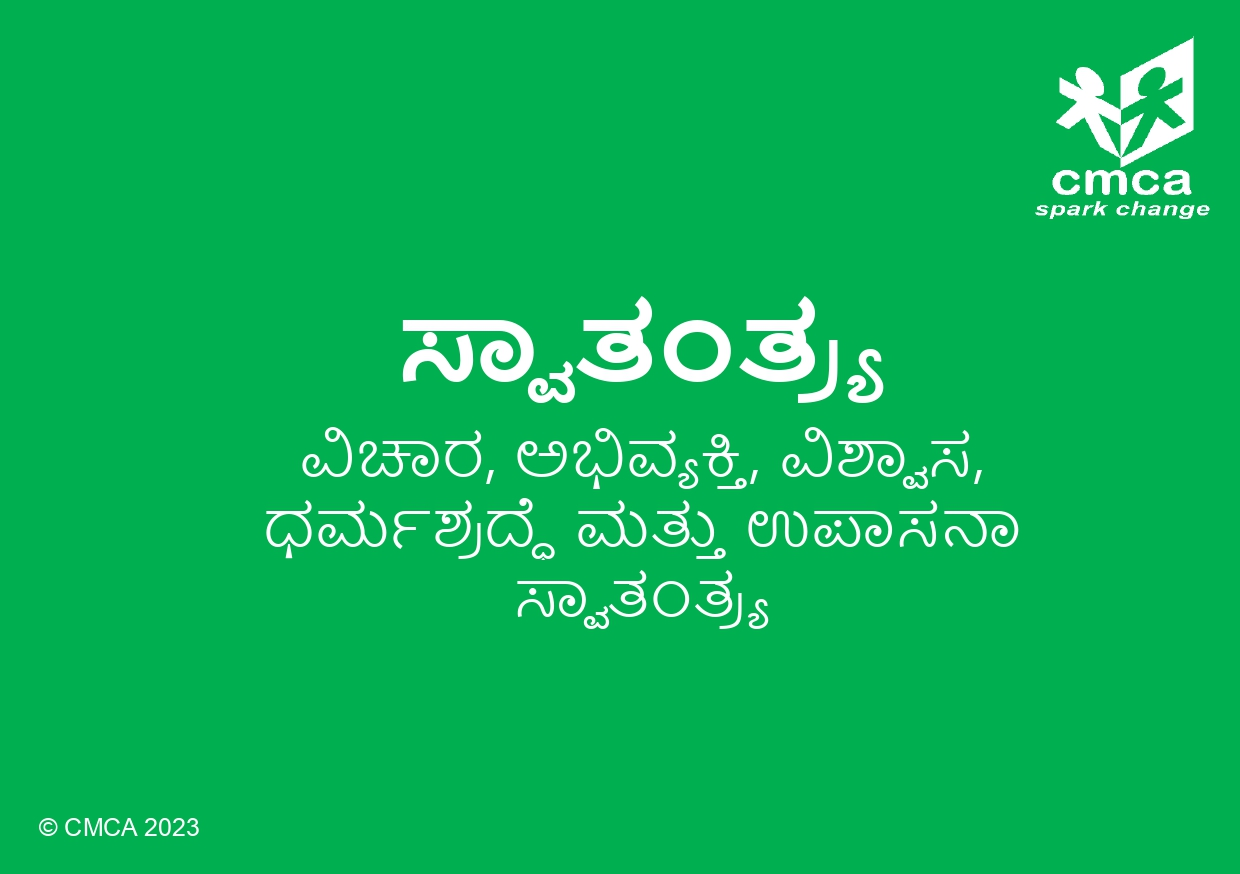 cmca
spark change
ಸ್ವಾತಂತ್ರ್ಯ
ವಿಚಾರ, ಅಭಿವ್ಯಕ್ತಿ, ವಿಶ್ವಾಸ,
ಧರ್ಮಶ್ರದ್ಧೆ ಮತ್ತು ಉಪಾಸನಾ
ಸ್ವಾತಂತ್ರ್ಯ
© CMCA 2023